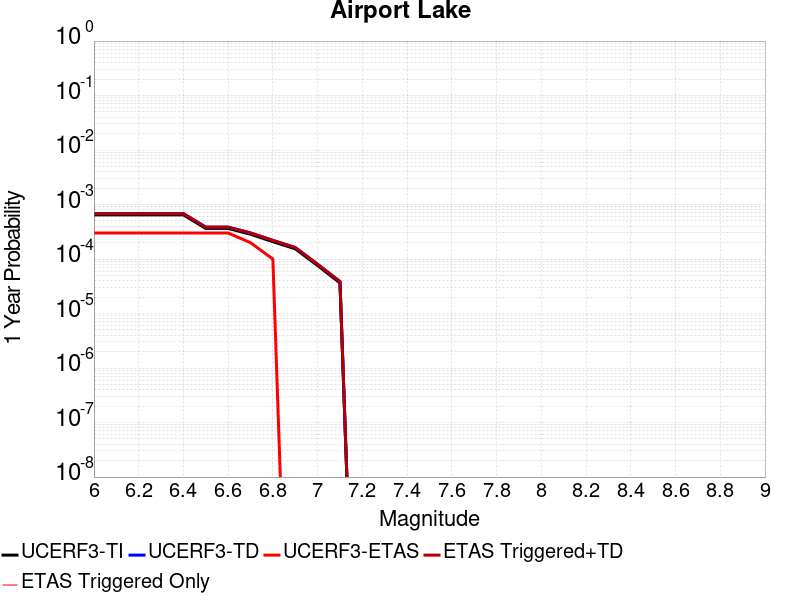 Airport Lake
10 0
10 -1
10 -2
10 -3
10 -4
10 -5
10 -6
10 -7
10 -8
1 Year Probability
6 6.2 6.4 6.6 6.8 7 7.2 7.4 7.6 7.8 8 8.2 8.4 8.6 8.8 9
Magnitude
UCERF3-TI UCERF3-TD UCERF3-ETAS ETAS Triggered+TD
ETAS Triggered Only